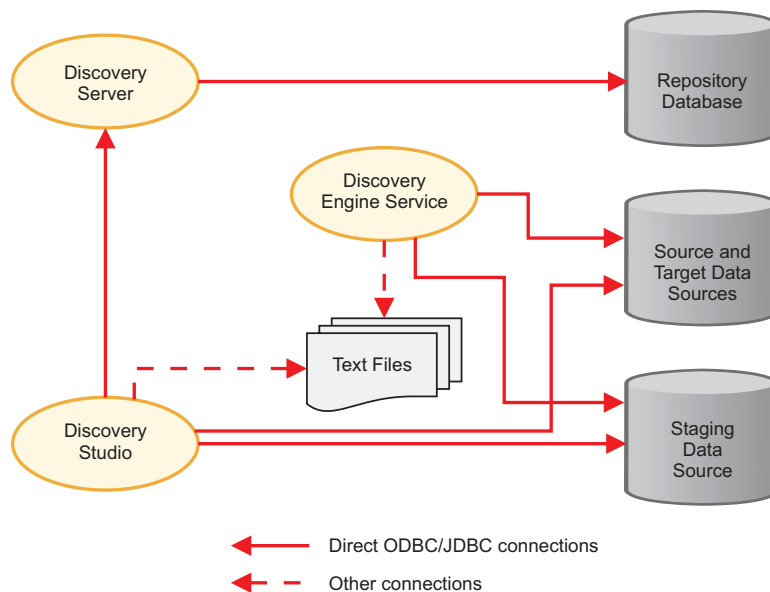 Discovery
Server
Repository
Database
Discovery
Engine Service
Source and
Target Data
Sources
Text Files
Discovery
Studio
Staging
Data
Source
Direct ODBC/JDBC connections
Other connections